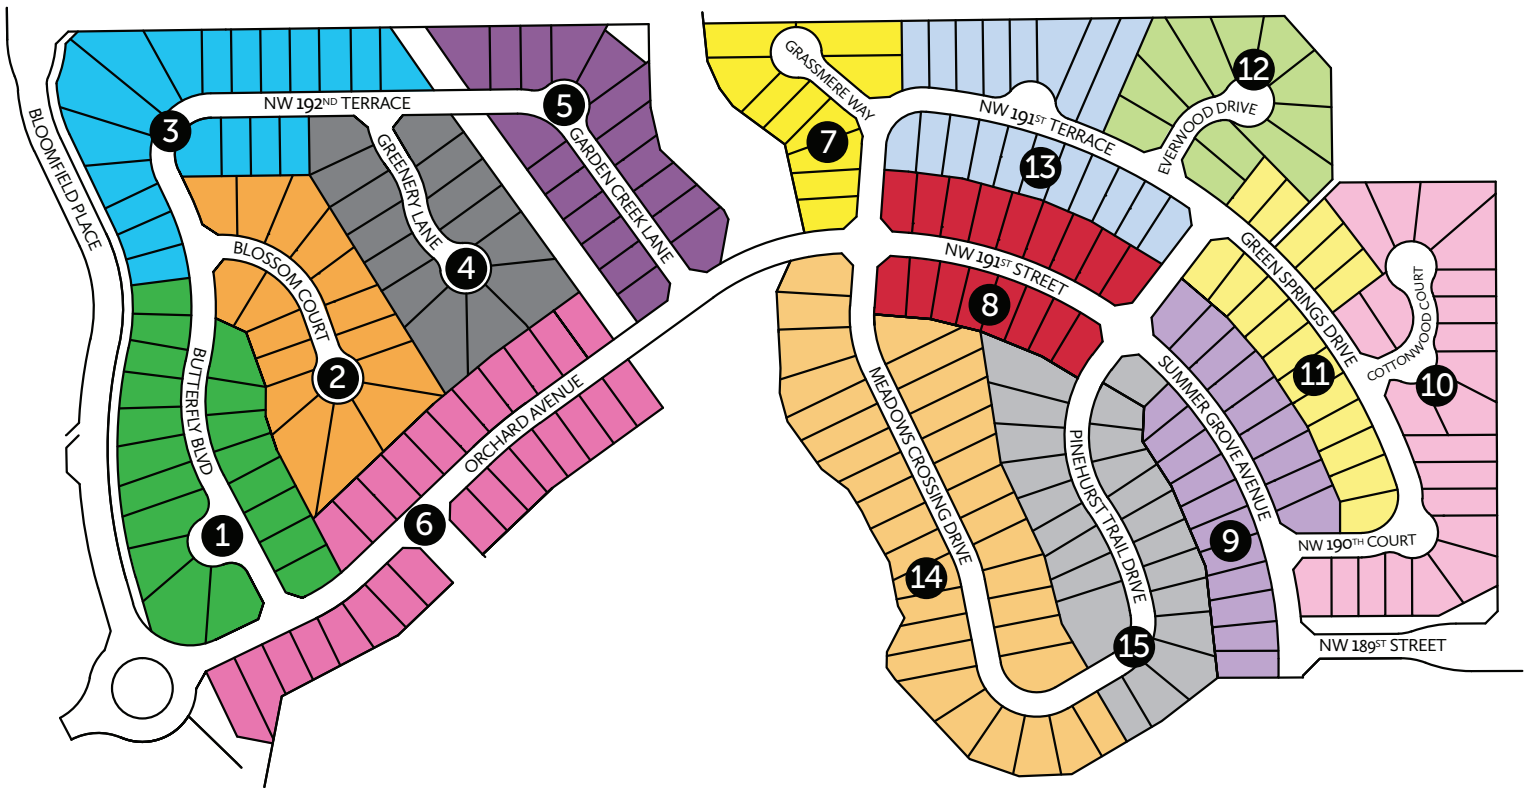 BLOOMFIELD PLACE
NW 192ND TERRACE
3
5
GREENERY LANE
GARDEN CREEK LANE
BLOSSOM COURT
4
2
BUTTERFLY BLVD
1
ORCHARD AVENUE
6
GRASSMERE WAY
7
NW 191ST TERRACE
13
12
EVERWOOD DRIVE
NW 191ST STREET
8
GREEN SPRINGS DRIVE
COTTONWOOD COURT
11
10
SUMMER GROVE AVENUE
MEADOWS CROSSING DRIVE
PINEHURST TRAIL DRIVE
9
NW 190TH COURT
14
15
NW 189ST STREET